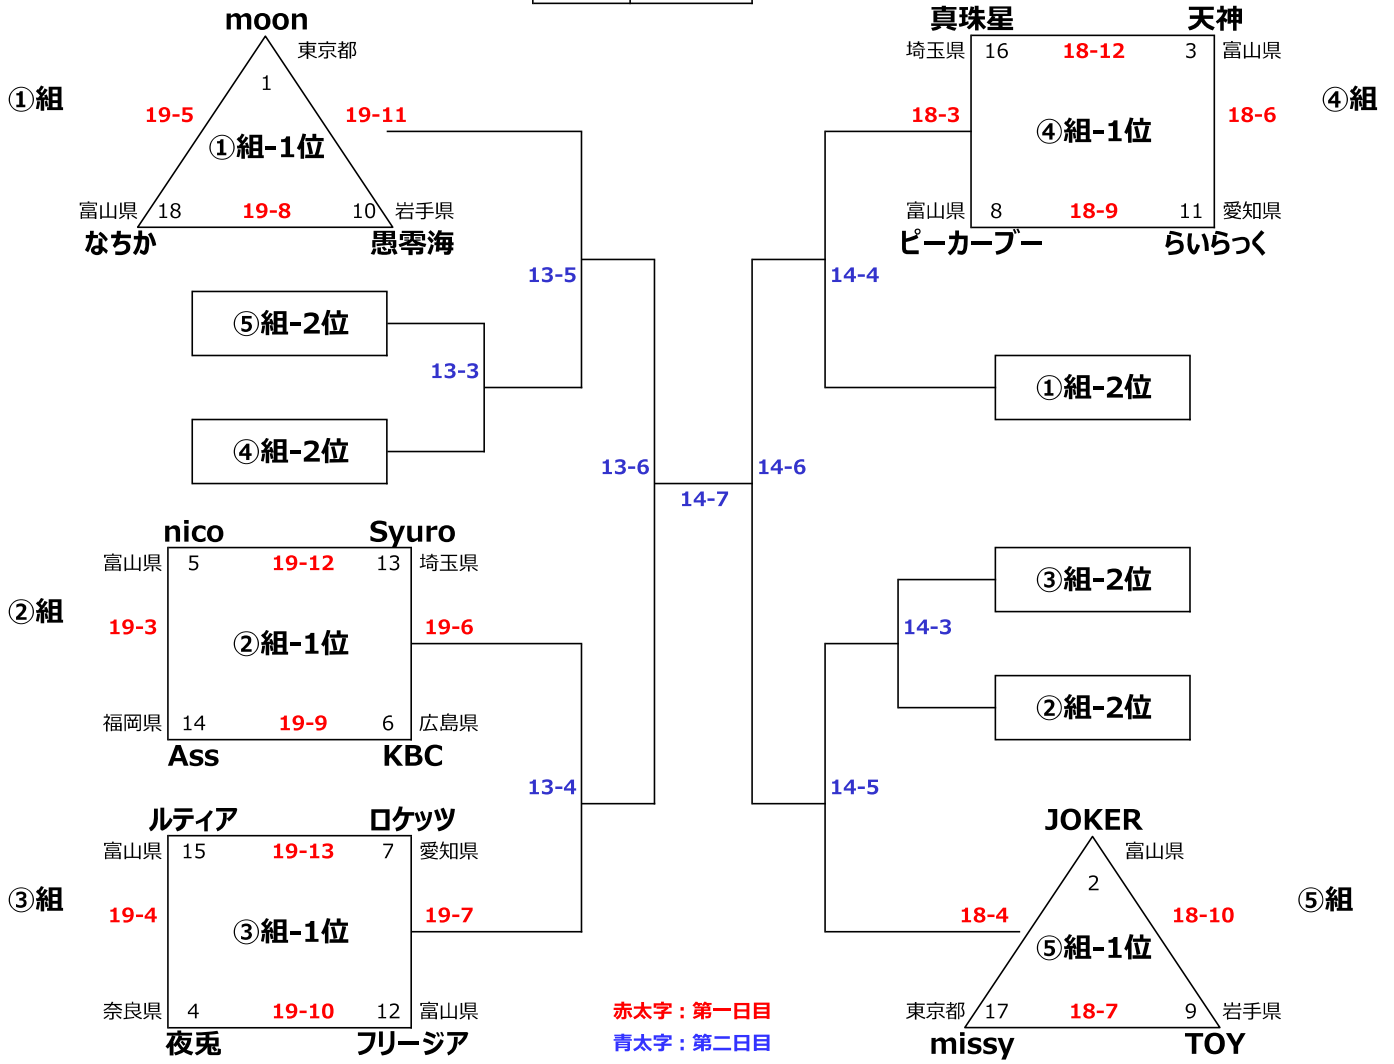 moon
東京都
1
①組
19-5
19-11
①組-1位
富山県
18
19-8
10
岩手県
なちか
愚零海
⑤組-2位
13-3
④組-2位
13-5
nico
Syuro
富山県
5
19-12
13
埼玉県
②組
19-3
②組-1位
19-6
福岡県
14
19-9
6
広島県
Ass
KBC
13-4
ルティア
ロケッツ
富山県
15
19-13
7
愛知県
③組
19-4
③組-1位
19-7
奈良県
4
19-10
12
富山県
夜兎
フリージア
13-6
14-7
14-6
真珠星
天神
埼玉県
16
18-12
3
富山県
④組
18-3
④組-1位
18-6
富山県
8
18-9
11
愛知県
ピーカーブー
らいらっく
14-4
①組-2位
③組-2位
14-3
②組-2位
14-5
JOKER
富山県
2
⑤組
18-4
18-10
⑤組-1位
東京都
17
18-7
9
岩手県
missy
TOY
赤太字：第一日目
青太字：第二日目